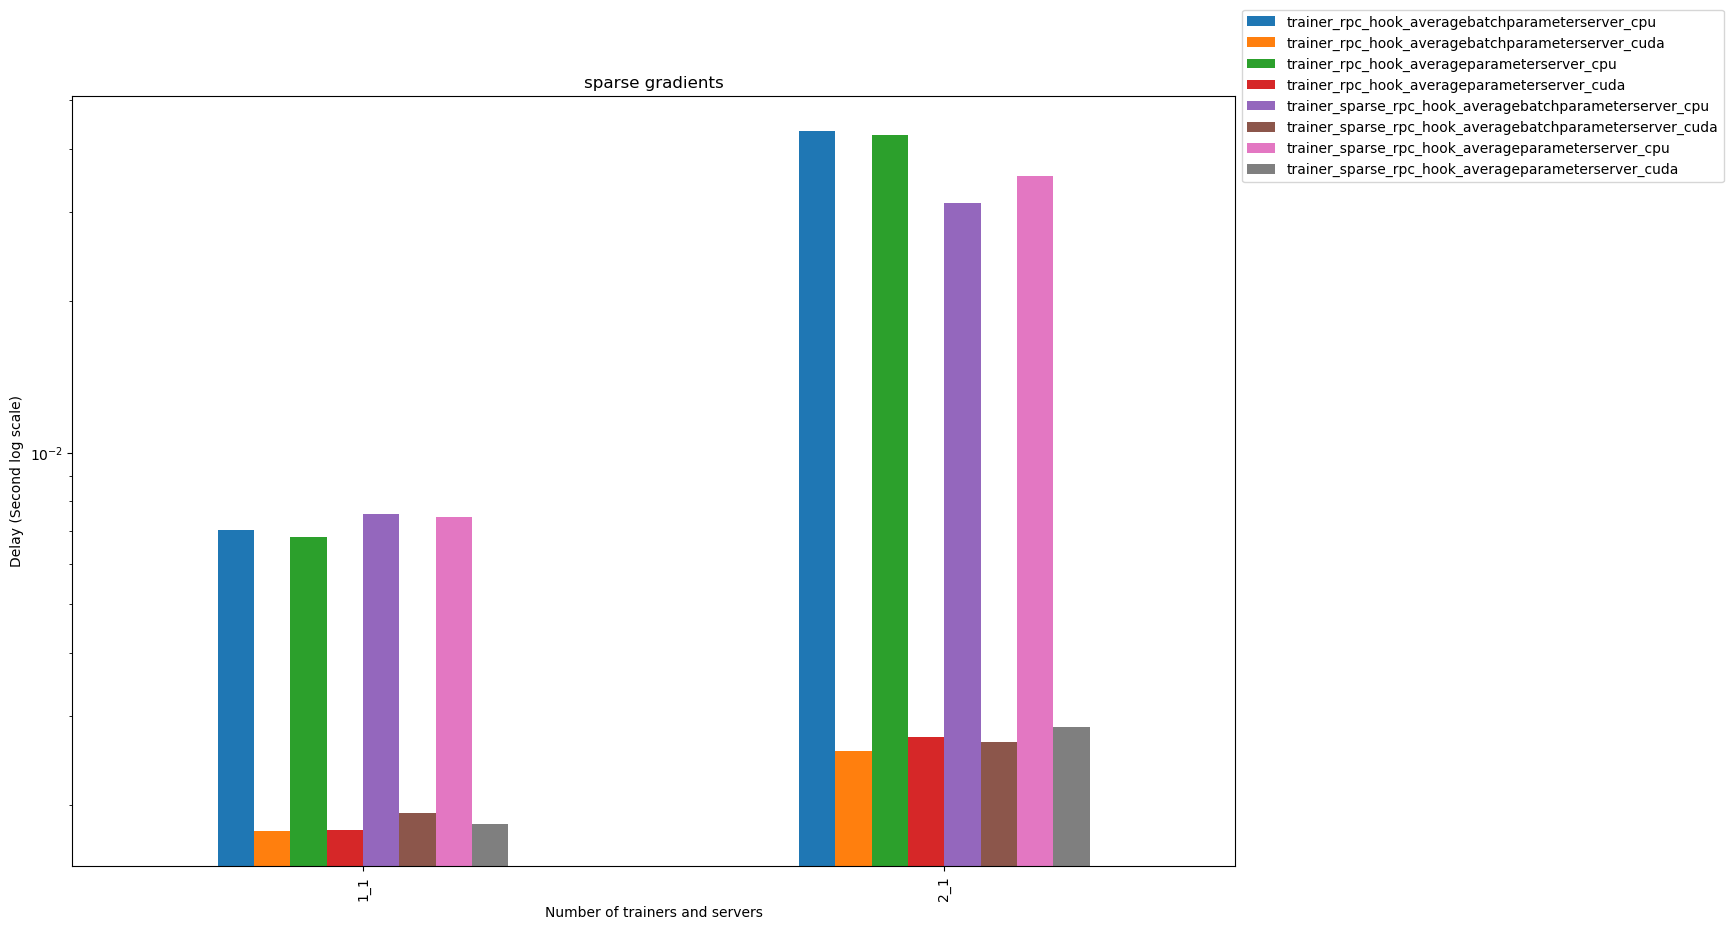 trainer_rpc_hook_averagebatchparameterserver_cpu
trainer_rpc_hook_averagebatchparameterserver_cuda
trainer_rpc_hook_averageparameterserver_cpu
trainer_rpc_hook_averageparameterserver_cuda
trainer_sparse_rpc_hook_averagebatchparameterserver_cpu
trainer_sparse_rpc_hook_averagebatchparameterserver_cuda
trainer_sparse_rpc_hook_averageparameterserver_cpu
trainer_sparse_rpc_hook_averageparameterserver_cuda
sparse gradients
Delay (Second log scale)
10⁻²
1_1
2_1
Number of trainers and servers